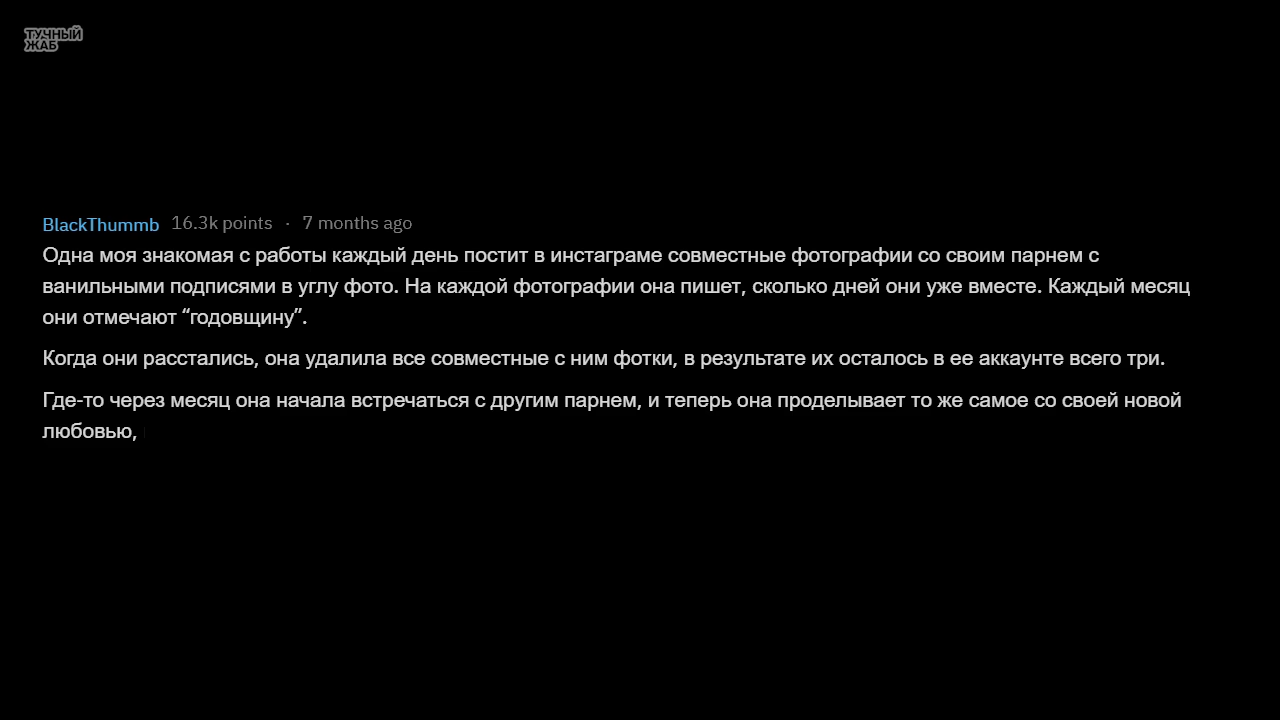 ТУЧНЫЙ
ЖАБ
BlackThummb 16.3k points · 7 months ago
Одна моя знакомая с работы каждый день постит в инстаграме совместные фотографии со своим парнем с
ванильными подписями в углу фото. На каждой фотографии она пишет, сколько дней они уже вместе. Каждый месяц
они отмечают “годовщину”.
Когда они расстались, она удалила все совместные с ним фотки, в результате их осталось в ее аккаунте всего три.
Где-то через месяц она начала встречаться с другим парнем, и теперь она проделывает то же самое со своей новой
любовью,